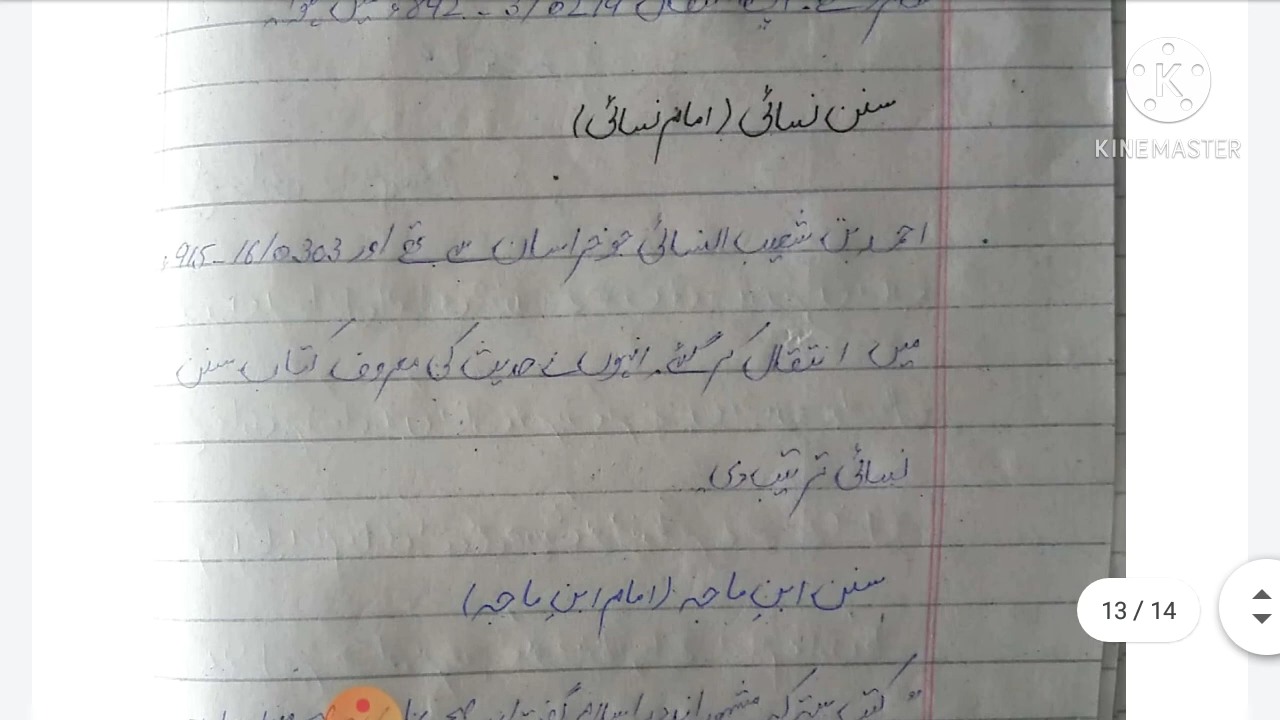 KINEMASTER
سنن نسائی (امام نسائی)
احمد بن شعیب النسائی جو خراسان سے تھے اور 303ھ/16-915ء
میں انتقال کر گئے۔ انہوں نے حدیث کی معروف کتاب سنن
نسائی ترتیب دی۔
سنن ابنِ ماجہ (امام ابنِ ماجہ)
13 / 14